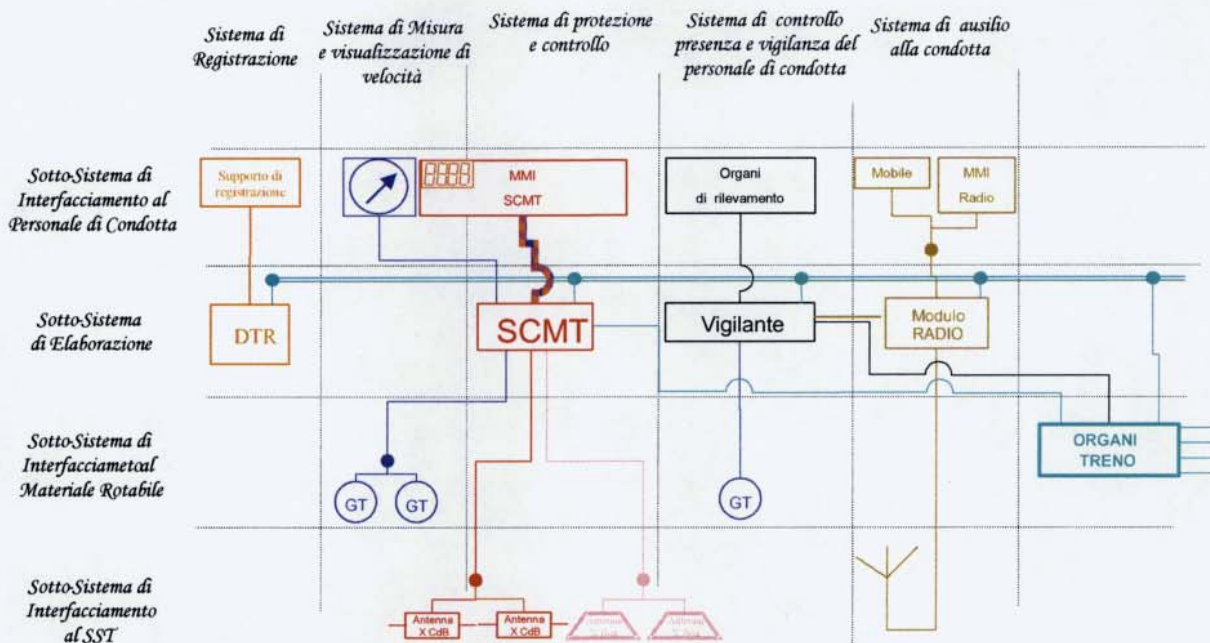 Sistema di
Registrazione
Sistema di Misura
e visualizzazione di
velocità
Sistema di protezione
e controllo
Sistema di controllo
presenza e vigilanza del
personale di condotta
Sistema di ausilio
alla condotta
Sotto-Sistema di
Interfacciamento al
Personale di Condotta
Supporto di
registrazione
MMI
SCMT
Organi
di rilevamento
Mobile
MMI
Radio
Sotto-Sistema
di Elaborazione
DTR
SCMT
Vigilante
Modulo
RADIO
Sotto-Sistema di
Interfacciametoal
Materiale Rotabile
GT
GT
GT
ORGANI
TRENO
Sotto-Sistema di
Interfacciamento
al SST
Antenna
X CdB
Antenna
X CdB
Antenna
Antenna